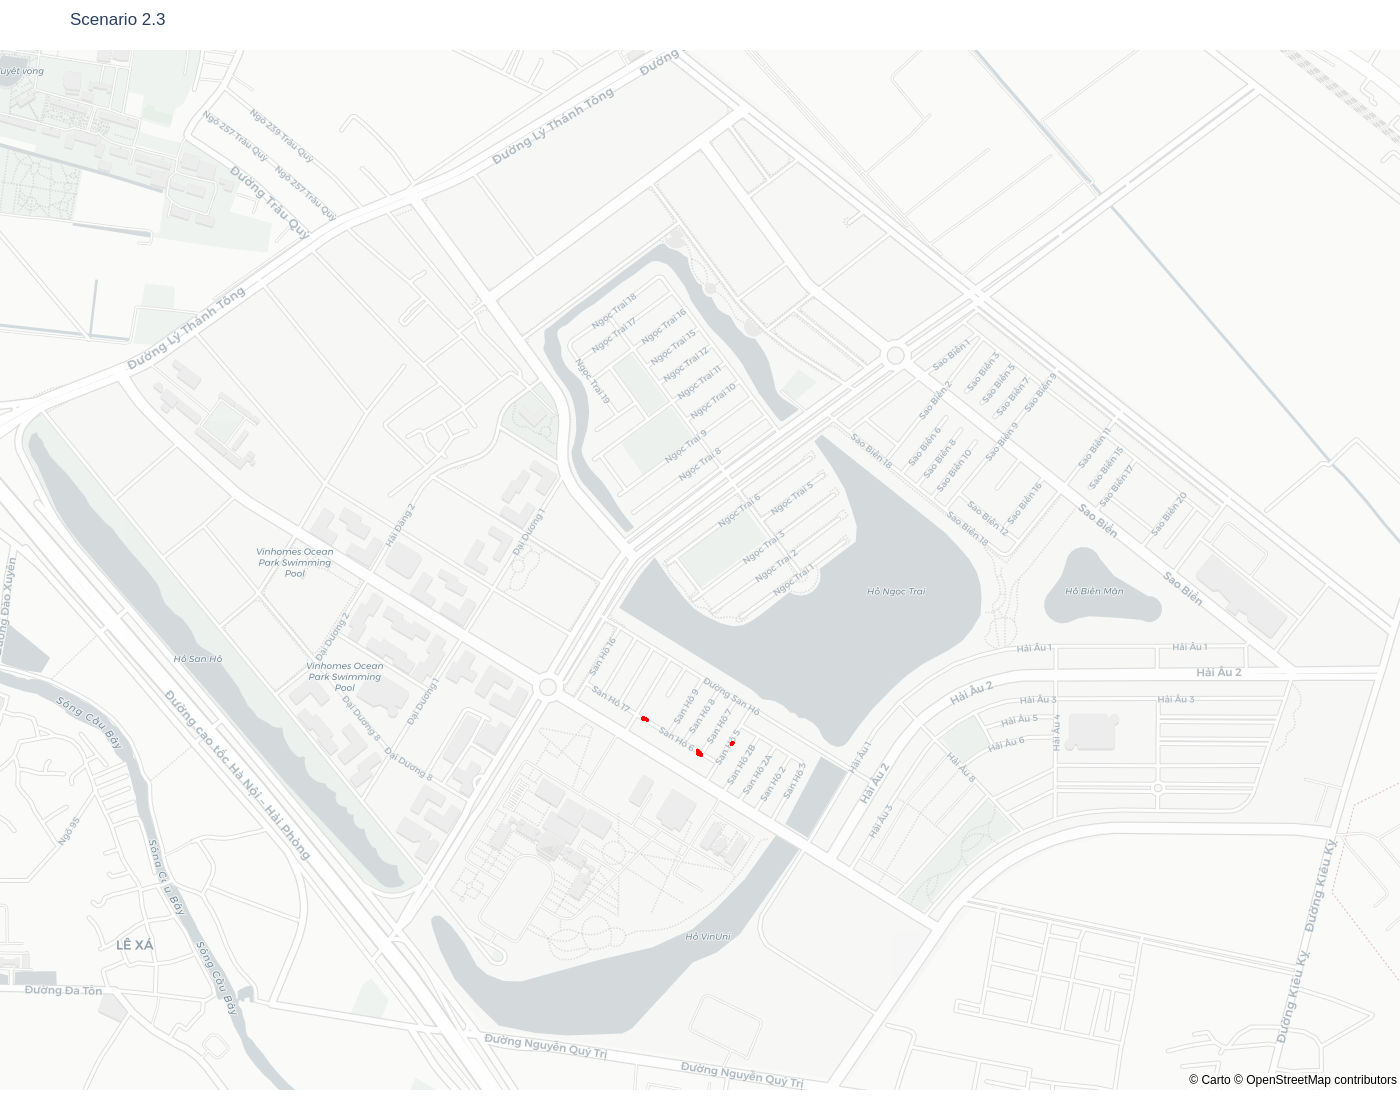 Scenario 2.3
Đường
uyệt vọng
Đường Lý Thánh Tông
Ngõ 239 Trâu Quỳ
Ngõ 257 Trâu Quỳ
Ngõ 257 Trâu Quỳ
Đường Trâu Quỳ
Đường Lý Thánh Tông
Ngọc Trai 18
Ngọc Trai 17
Ngọc Trai 16
Ngọc Trai 15
Ngọc Trai 12
Ngọc Trai 11
Ngọc Trai 10
Ngọc Trai 19
Ngọc Trai 9
Ngọc Trai 8
Sao Biển 1
Sao Biển 3
Sao Biển 5
Sao Biển 7
Sao Biển 9
Sao Biển 2
Sao Biển 9
Sao Biển 6
Sao Biển 8
Sao Biển 10
Sao Biển 18
Sao Biển 11
Sao Biển 15
Sao Biển 17
Sao Biển 20
Sao Biển 16
Sao Biển 12
Sao Biển 18
Sao Biển
Sao Biển
Ngọc Trai 6
Ngọc Trai 5
Ngọc Trai 3
Ngọc Trai 2
Ngọc Trai 1
Hải Đăng 2
Đại Dương 1
Vinhomes Ocean
Park Swimming
Pool
Hồ Ngọc Trai
Hồ Biển Mặn
Đường Đào Xuyên
Đại Dương 2
Hồ San Hô
Vinhomes Ocean
Park Swimming
Pool
San Hô 16
Hải Âu 1
Hải Âu 1
Hải Âu 2
Hải Âu 2
Sông Cầu Bây
Đường cao tốc Hà Nội - Hải Phòng
Đại Dương 1
Đại Dương 8
Đại Dương 8
San Hô 17
San Hô 9
San Hô 8
San Hô 7
Đường San Hô
San Hô 6
San Hô 5
San Hô 2B
San Hô 2A
San Hô 2
San Hô 3
Hải Âu 1
Hải Âu 2
Hải Âu 3
Hải Âu 3
Hải Âu 5
Hải Âu 4
Hải Âu 6
Hải Âu 8
Hải Âu 3
Ngõ 95
Sông Cầu Bây
Đường Kiêu Kỵ
Hồ VinUni
LÊ XÁ
Sông Cầu Bây
Đường Kiêu Kỵ
Đường Đa Tốn
Đường Nguyễn Quý Trị
Đường Nguyễn Quý Trị
© Carto © OpenStreetMap contributors